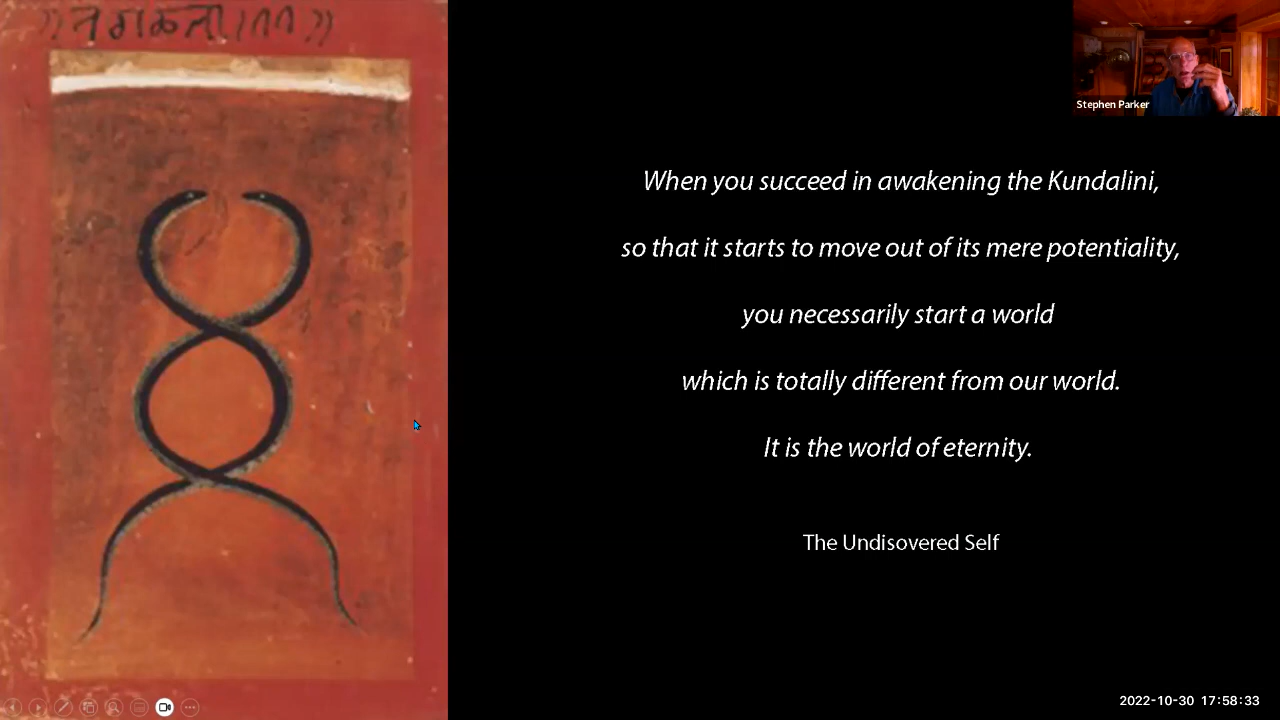 Stephen Parker
When you succeed in awakening the Kundalini,
so that it starts to move out of its mere potentiality,
you necessarily start a world
which is totally different from our world.
It is the world of eternity.
The Undisovered Self
2022-10-30 17:58:33